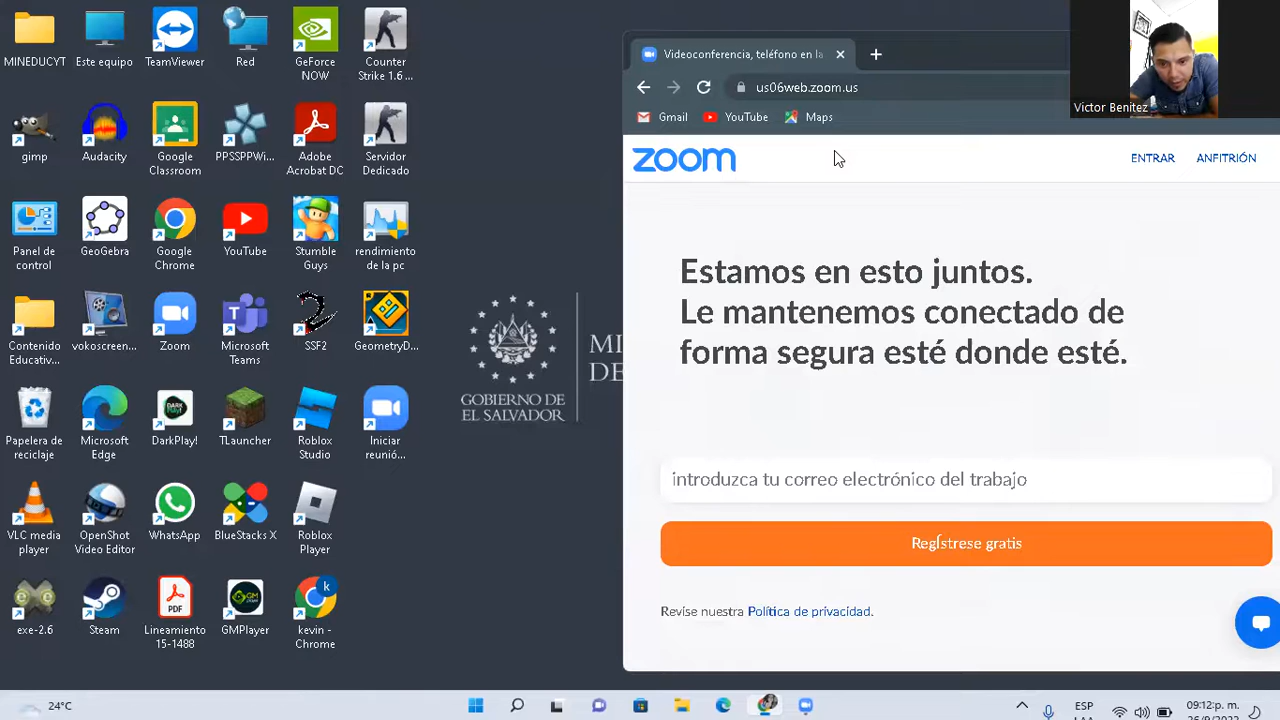 MINEDUCYT
Este equipo
TeamViewer
Red
GeForce
NOW
Counter
Strike 1.6 ...
gimp
Audacity
Google
Classroom
PPSSPPWi...
Adobe
Acrobat DC
Servidor
Dedicado
Panel de
control
GeoGebra
Google
Chrome
YouTube
Stumble
Guys
rendimiento
de la pc
Contenido
Educativ...
vokoscreen...
Zoom
Microsoft
Teams
SSF2
GeometryD...
Papelera de
reciclaje
Microsoft
Edge
DarkPlay!
TLauncher
Roblox
Studio
Iniciar
reunió...
VLC media
player
OpenShot
Video Editor
WhatsApp
BlueStacks X
Roblox
Player
exe-2.6
Steam
Lineamiento
15-1488
GMPlayer
kevin -
Chrome
GOBIERNO DE
EL SALVADOR
MI
DE
Videoconferencia, teléfono en la
us06web.zoom.us
Gmail
YouTube
Maps
Victor Benitez
zoom
ENTRAR
ANFITRIÓN
Estamos en esto juntos.
Le mantenemos conectado de
forma segura esté donde esté.
introduzca tu correo electrónico del trabajo
Regístrese gratis
Revise nuestra Política de privacidad.
24°C
ESP
09:12 p. m.